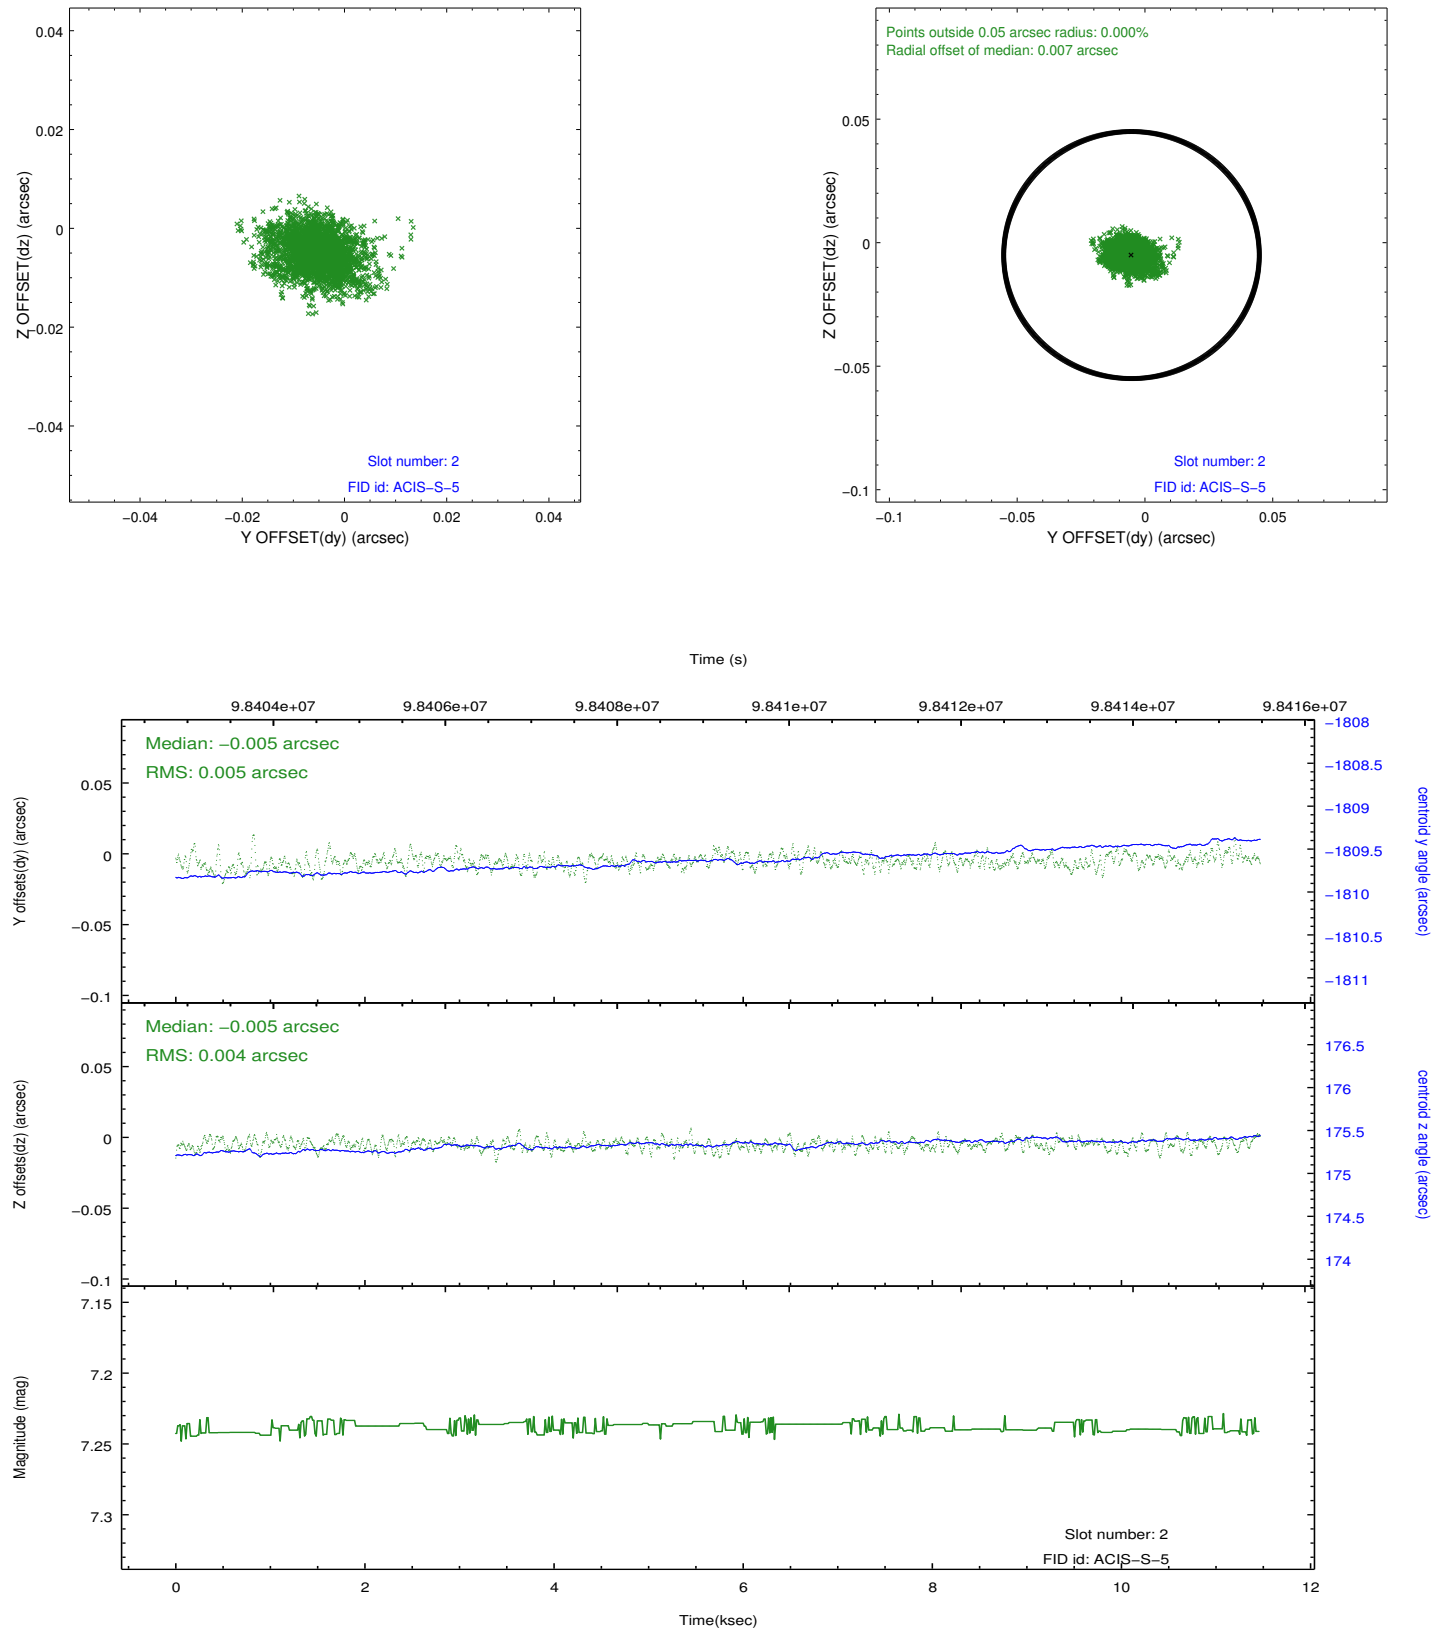 0.04
0.02
0
−0.02
−0.04
Z OFFSET(dz) (arcsec)
Slot number: 2
FID id: ACIS−S−5
−0.04
−0.02
0
0.02
0.04
Y OFFSET(dy) (arcsec)
Points outside 0.05 arcsec radius: 0.000%
Radial offset of median: 0.007 arcsec
0.05
0
−0.05
−0.1
Z OFFSET(dz) (arcsec)
Slot number: 2
FID id: ACIS−S−5
−0.1
−0.05
0
0.05
Y OFFSET(dy) (arcsec)
Time (s)
9.8404e+07
9.8406e+07
9.8408e+07
9.841e+07
9.8412e+07
9.8414e+07
9.8416e+07
Median: −0.005 arcsec
RMS: 0.005 arcsec
0.05
0
−0.05
−0.1
Y offsets(dy) (arcsec)
−1808
−1808.5
−1809
−1809.5
−1810
−1810.5
−1811
centroid y angle (arcsec)
Median: −0.005 arcsec
RMS: 0.004 arcsec
0.05
0
−0.05
−0.1
Z offsets(dz) (arcsec)
176.5
176
175.5
175
174.5
174
centroid z angle (arcsec)
7.15
7.2
7.25
7.3
Magnitude (mag)
Slot number: 2
FID id: ACIS−S−5
0
2
4
6
8
10
12
Time(ksec)